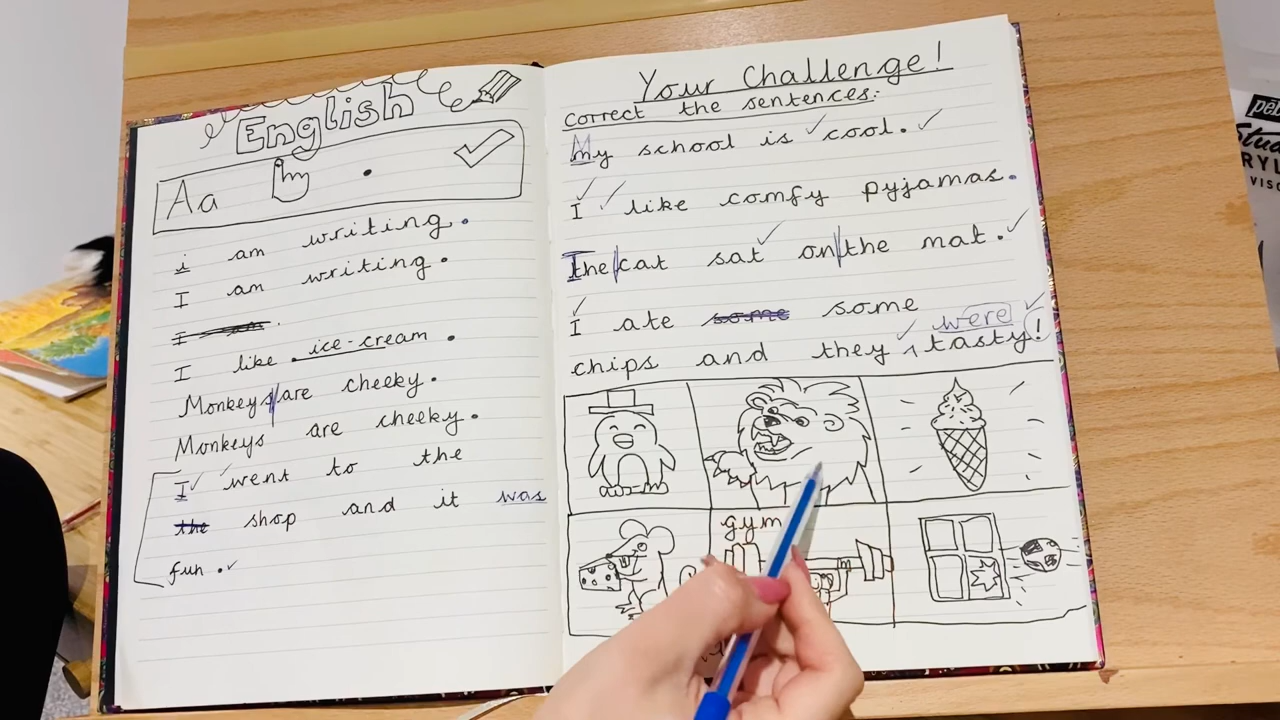 English
Aa .
i am writing.
I am writing.
I
I like ice-cream.
Monkeys are cheeky.
Monkeys are cheeky.
I went to the
the shop and it was
fun.
Your Challenge!
correct the sentences:
My school is cool.
I like comfy pyjamas.
The cat sat on the mat.
I ate some some
were
chips and they tasty!
gym